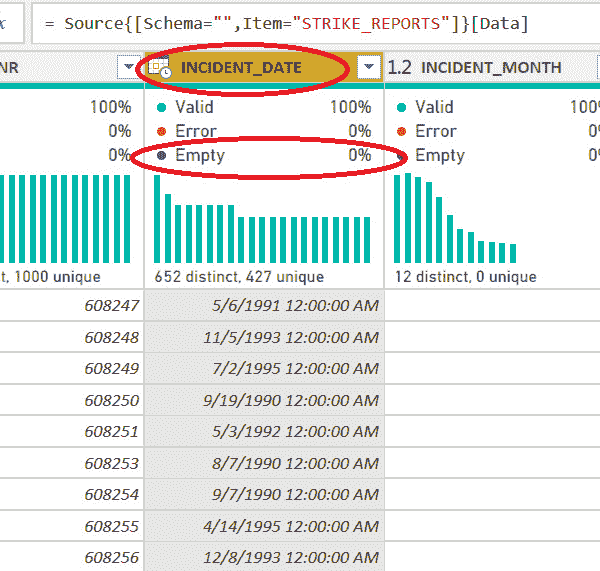 = Source{[Schema="",Item="STRIKE_REPORTS"]}[Data]
NR INCIDENT_DATE 1.2 INCIDENT_MONTH
100% Valid 100% Valid 100%
0% Error 0% Error 0%
0% Empty 0% Empty 0%
t, 1000 unique 652 distinct, 427 unique 12 distinct, 0 unique
608247 5/6/1991 12:00:00 AM
608248 11/5/1993 12:00:00 AM
608249 7/2/1995 12:00:00 AM
608250 9/19/1990 12:00:00 AM
608251 5/3/1992 12:00:00 AM
608253 8/7/1990 12:00:00 AM
608254 9/7/1990 12:00:00 AM
608255 4/14/1995 12:00:00 AM
608256 12/8/1993 12:00:00 AM